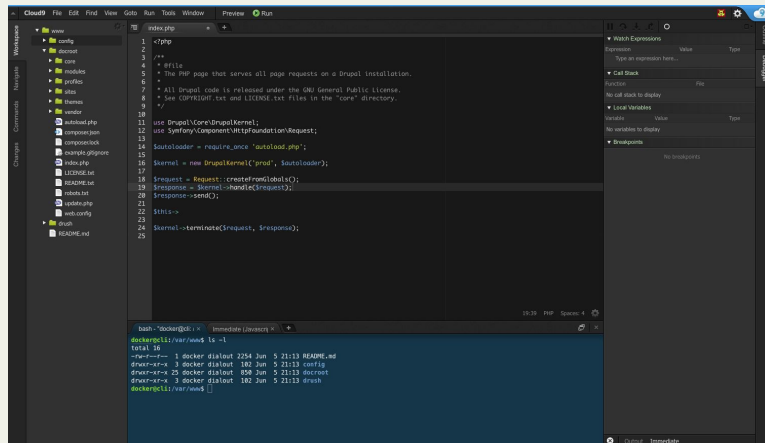 Cloud9 File Edit Find View Goto Run Tools Window Preview Run
Workspace
Navigate
Commands
Changes
www
config
docroot
core
modules
profiles
sites
themes
vendor
autoload.php
composer.json
composer.lock
example.gitignore
index.php
LICENSE.txt
README.txt
robots.txt
update.php
web.config
drush
README.md
index.php × +
1 <?php
2
3 /**
4 * @file
5 * The PHP page that serves all page requests on a Drupal installation.
6 *
7 * All Drupal code is released under the GNU General Public License.
8 * See COPYRIGHT.txt and LICENSE.txt files in the "core" directory.
9 */
10
11 use Drupal\Core\DrupalKernel;
12 use Symfony\Component\HttpFoundation\Request;
13
14 $autoloader = require_once 'autoload.php';
15
16 $kernel = new DrupalKernel('prod', $autoloader);
17
18 $request = Request::createFromGlobals();
19 $response = $kernel->handle($request);
20 $response->send();
21
22 $this->
23
24 $kernel->terminate($request, $response);
25
19:39 PHP Spaces: 4
bash - "docker@cli: × Immediate (Javascrip × +
docker@cli:/var/www$ ls -l
total 16
-rw-r--r-- 1 docker dialout 2254 Jun 5 21:13 README.md
drwxr-xr-x 3 docker dialout 102 Jun 5 21:13 config
drwxr-xr-x 25 docker dialout 850 Jun 5 21:13 docroot
drwxr-xr-x 3 docker dialout 102 Jun 5 21:13 drush
docker@cli:/var/www$
Watch Expressions
Expression Value Type
Type an expression here...
Call Stack
Function File
No call stack to display
Local Variables
Variable Value Type
No variables to display
Breakpoints
No breakpoints
Output Immediate